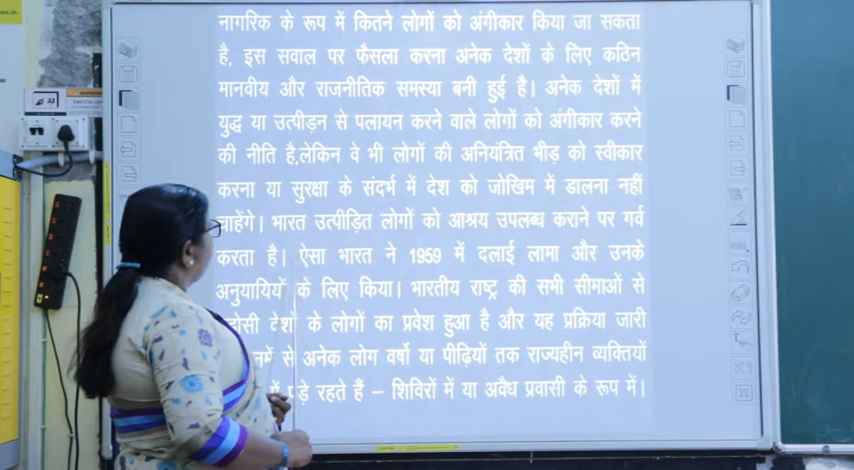 नागरिक के रूप में कितने लोगों को अंगीकार किया जा सकता
है, इस सवाल पर फैसला करना अनेक देशों के लिए कठिन
मानवीय और राजनीतिक समस्या बनी हुई है। अनेक देशों में
युद्ध या उत्पीड़न से पलायन करने वाले लोगों को अंगीकार करने
की नीति है,लेकिन वे भी लोगों की अनियंत्रित भीड़ को स्वीकार
करना या सुरक्षा के संदर्भ में देश को जोखिम में डालना नहीं
चाहेंगे। भारत उत्पीड़ित लोगों को आश्रय उपलब्ध कराने पर गर्व
करता है। ऐसा भारत ने 1959 में दलाई लामा और उनके
अनुयायियों के लिए किया। भारतीय राष्ट्र की सभी सीमाओं से
देशों के लोगों का प्रवेश हुआ है और यह प्रक्रिया जारी
से अनेक लोग वर्षो या पीढ़ियों तक राज्यहीन व्यक्तियों
में पड़े रहते हैं – शिविरों में या अवैध प्रवासी के रूप में।